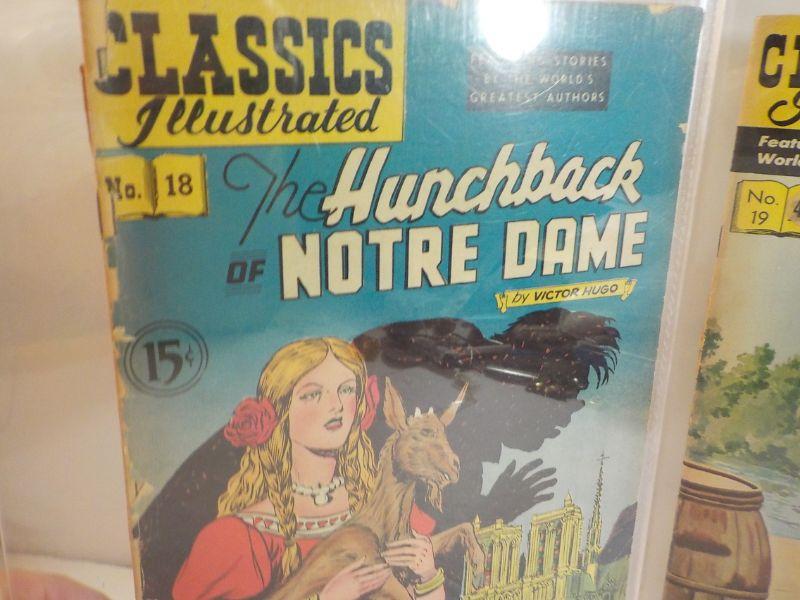 CLASSICS
Illustrated
STORIES
BY THE WORLD'S
GREATEST AUTHORS
No. 18
The Hunchback
OF NOTRE DAME
by VICTOR HUGO
15¢
No.
19